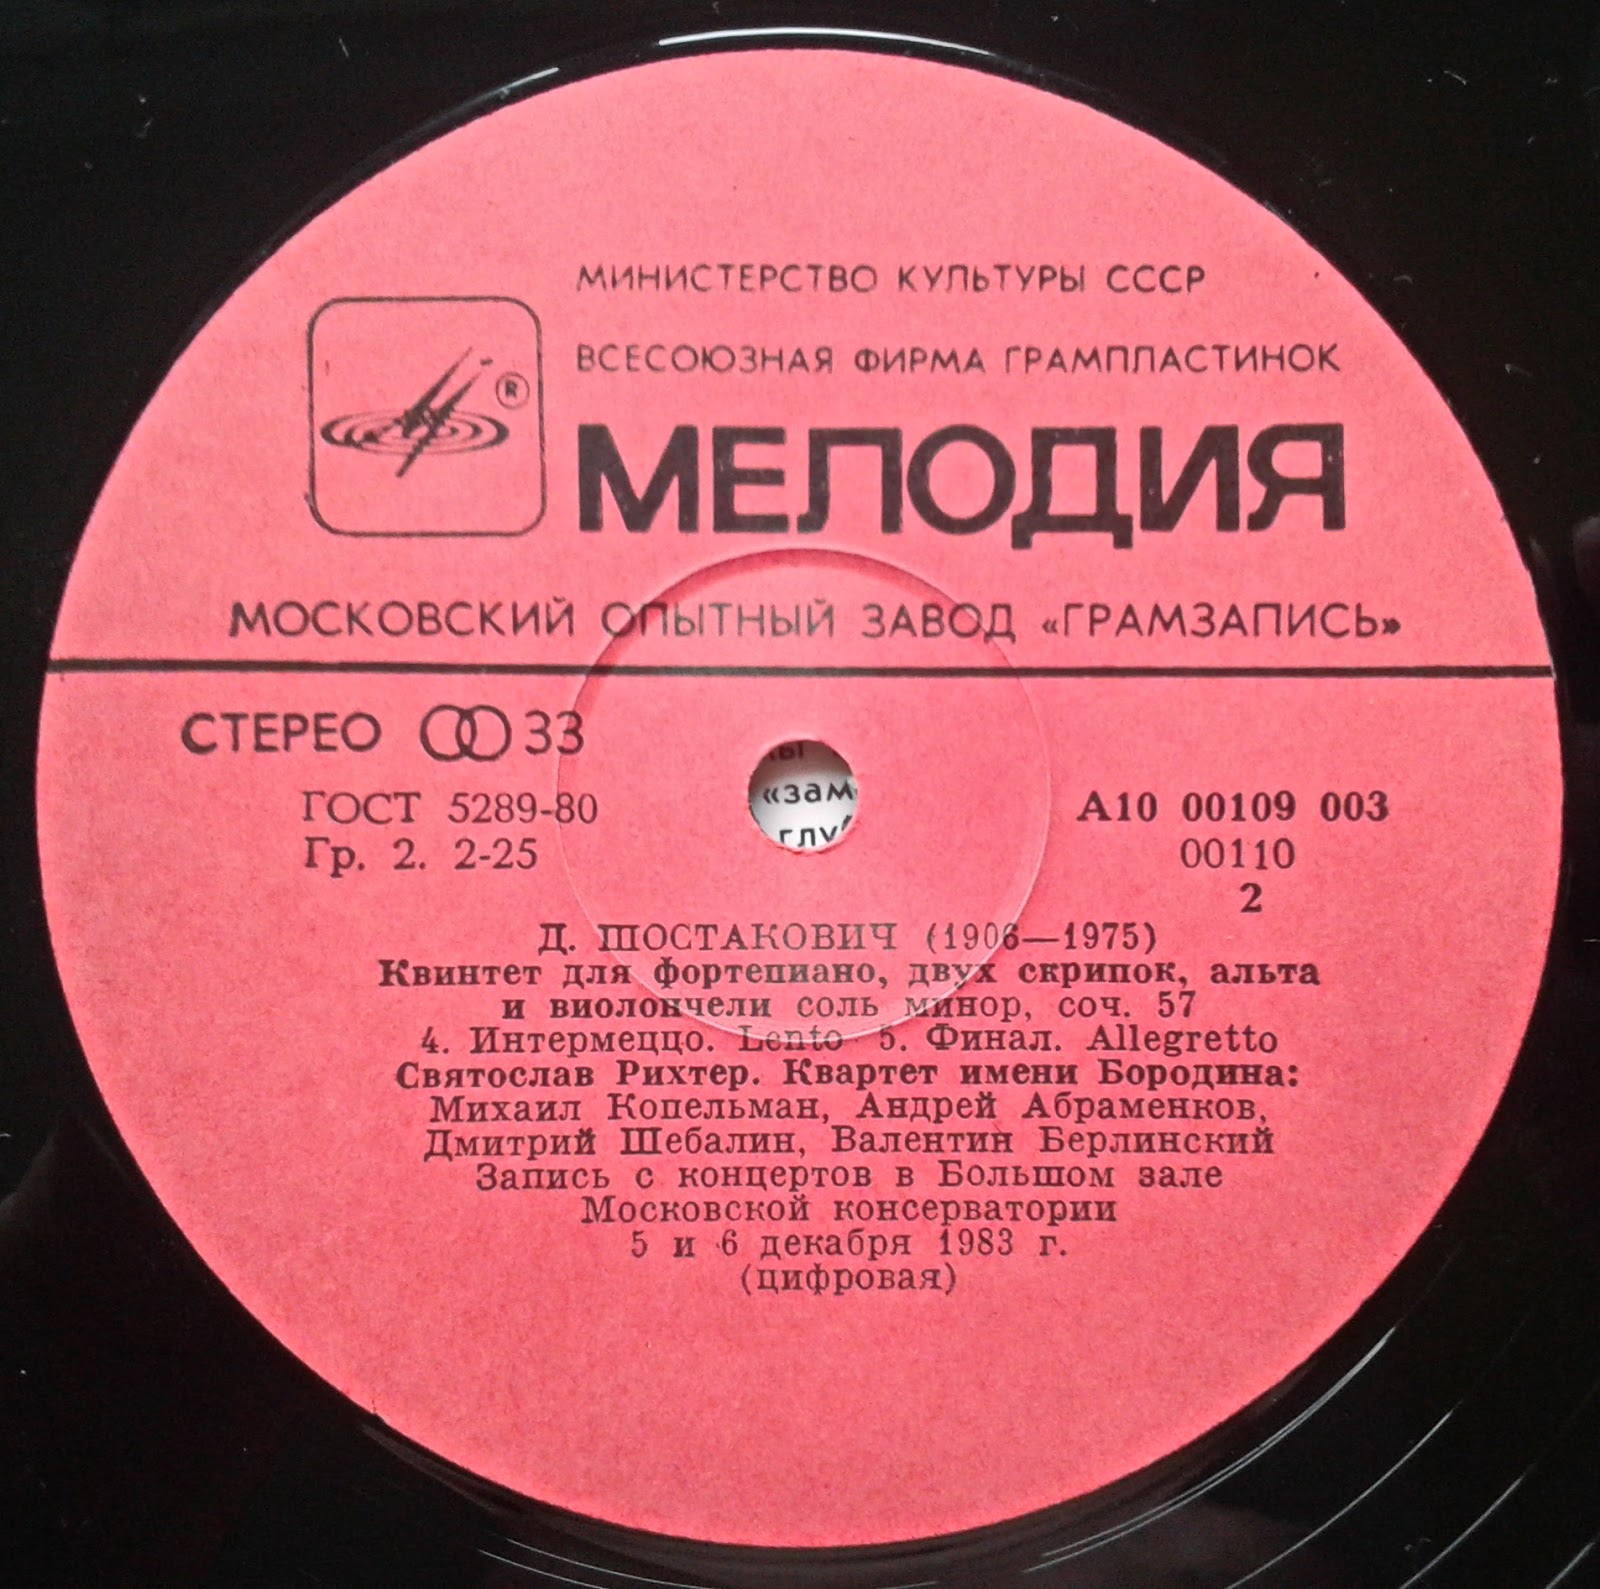 МИНИСТЕРСТВО КУЛЬТУРЫ СССР
ВСЕСОЮЗНАЯ ФИРМА ГРАМПЛАСТИНОК
®
МЕЛОДИЯ
МОСКОВСКИЙ ОПЫТНЫЙ ЗАВОД «ГРАМЗАПИСЬ»
СТЕРЕО 33
ГОСТ 5289-80
Гр. 2. 2-25
«зам
А10 00109 003
00110
2
Д. ШОСТАКОВИЧ (1906—1975)
Квинтет для фортепиано, двух скрипок, альта
и виолончели соль минор, соч. 57
4. Интермеццо. Lento 5. Финал. Allegretto
Святослав Рихтер. Квартет имени Бородина:
Михаил Копельман, Андрей Абраменков,
Дмитрий Шебалин, Валентин Берлинский
Запись с концертов в Большом зале
Московской консерватории
5 и 6 декабря 1983 г.
(цифровая)